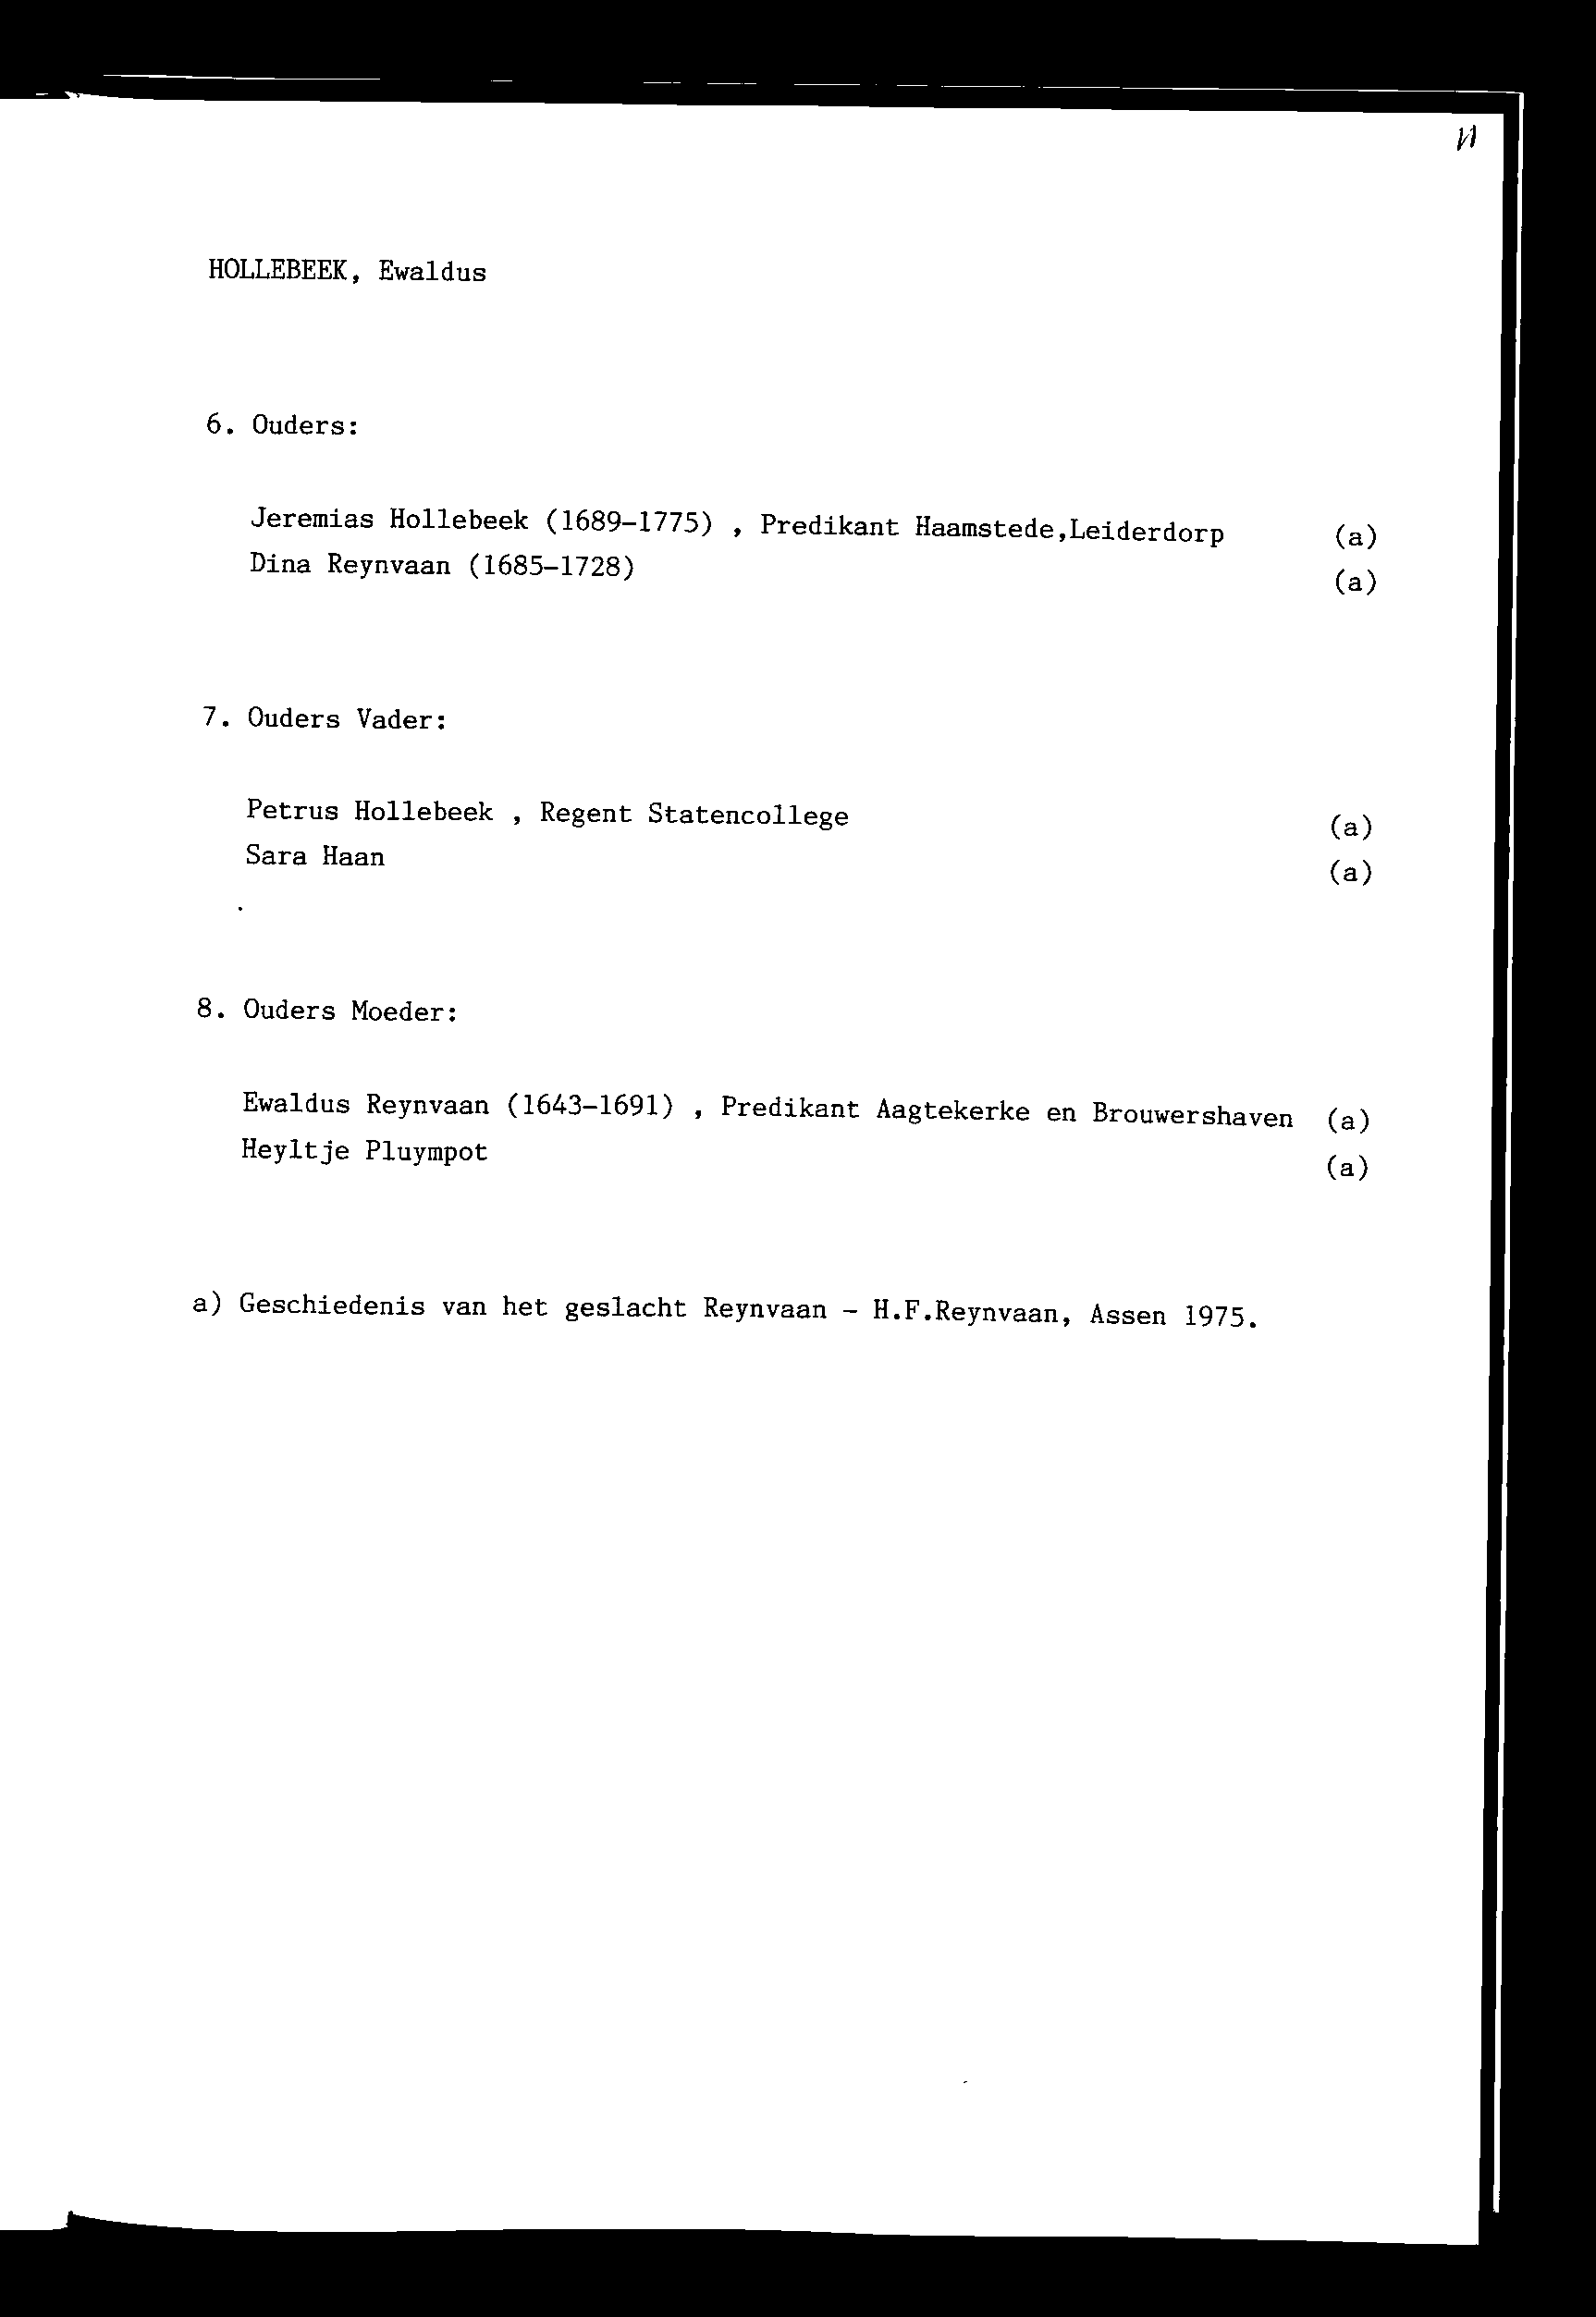 HOLLEBEEK, Ewaldus
6. Ouders:
Jeremias Hollebeek (1689-1775) , Predikant Haamstede,Leiderdorp (a)
Dina Reynvaan (1685-1728) (a)
7. Ouders Vader:
Petrus Hollebeek , Regent Statencollege (a)
Sara Haan (a)
8. Ouders Moeder:
Ewaldus Reynvaan (1643-1691) , Predikant Aagtekerke en Brouwershaven (a)
Heyltje Pluympot (a)
a) Geschiedenis van het geslacht Reynvaan - H.F.Reynvaan, Assen 1975.